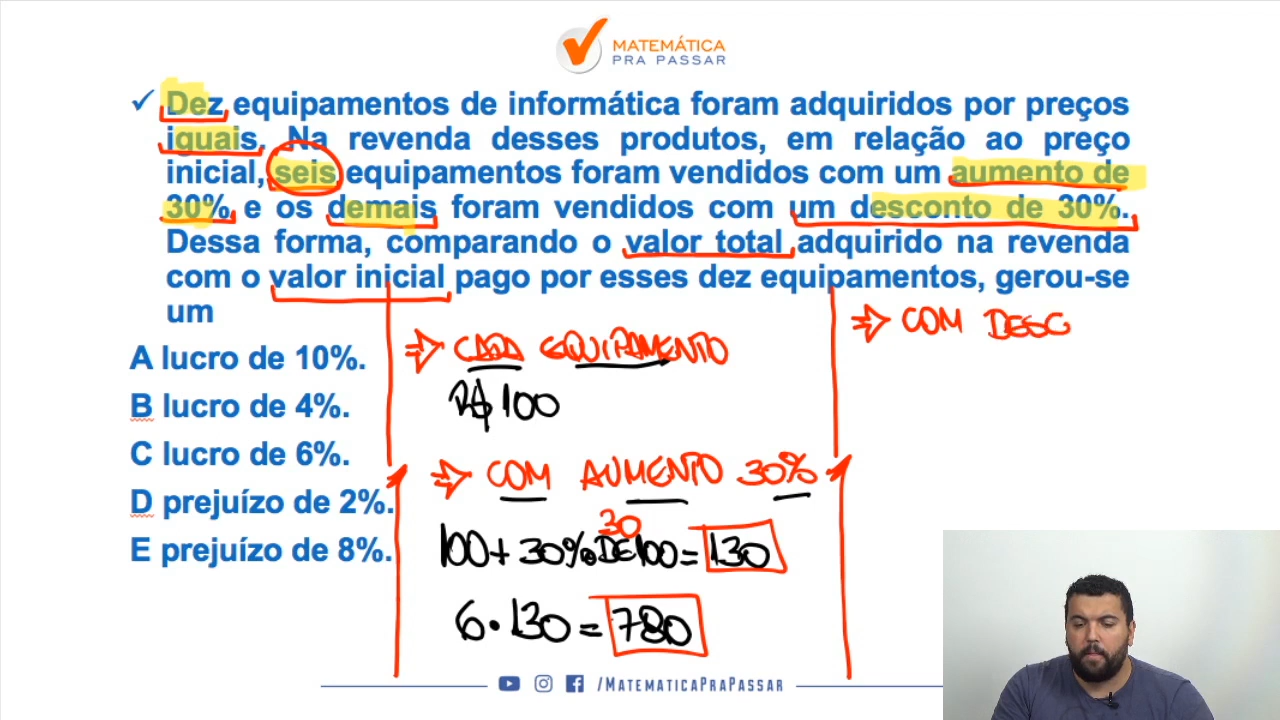 MATEMÁTICA
PRA PASSAR
✓ Dez equipamentos de informática foram adquiridos por preços
iguais. Na revenda desses produtos, em relação ao preço
inicial, seis equipamentos foram vendidos com um aumento de
30% e os demais foram vendidos com um desconto de 30%.
Dessa forma, comparando o valor total adquirido na revenda
com o valor inicial pago por esses dez equipamentos, gerou-se
um
A lucro de 10%.
B lucro de 4%.
C lucro de 6%.
D prejuízo de 2%.
E prejuízo de 8%.
⇒ CADA EQUIPAMENTO
R$ 100
⇒ COM AUMENTO 30%
30
100 + 30% DE 100 = 130
6 • 130 = 780
⇒ COM DESC
/MATEMATICAPRAPASSAR